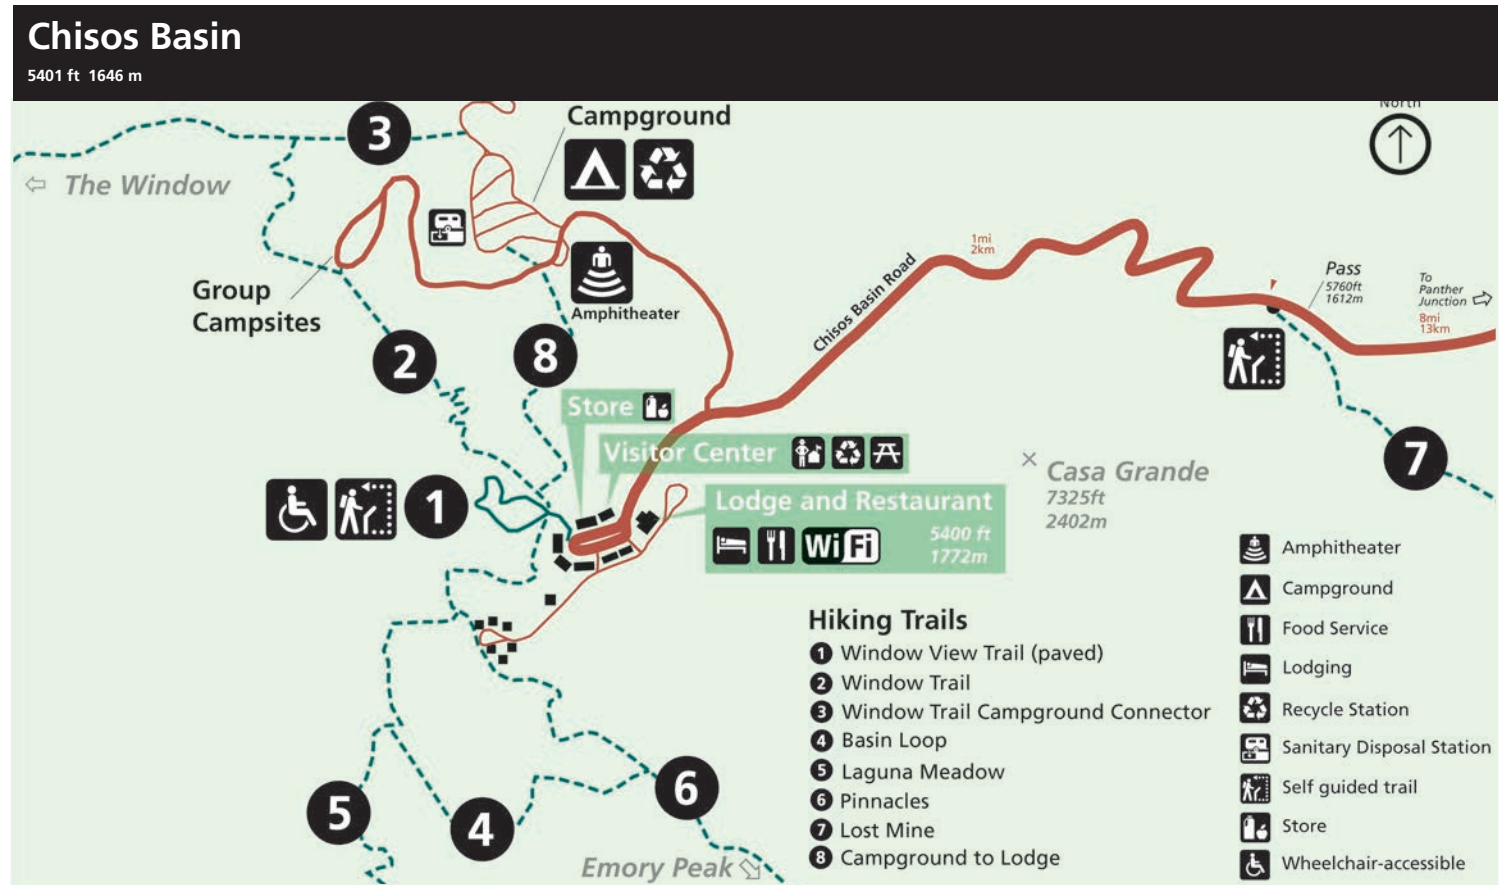 Chisos Basin
5401 ft 1646 m
North
3
Campground
The Window
1mi
2km
Chisos Basin Road
Pass
5760ft
1612m
To
Panther
Junction
8mi
13km
Group
Campsites
Amphitheater
2
8
Store
Visitor Center
7
Casa Grande
7325ft
2402m
1
Lodge and Restaurant
WiFi
5400 ft
1772m
Hiking Trails
1 Window View Trail (paved)
2 Window Trail
3 Window Trail Campground Connector
4 Basin Loop
5 Laguna Meadow
6 Pinnacles
7 Lost Mine
8 Campground to Lodge
Amphitheater
Campground
Food Service
Lodging
Recycle Station
Sanitary Disposal Station
Self guided trail
Store
Wheelchair-accessible
6
5
4
Emory Peak